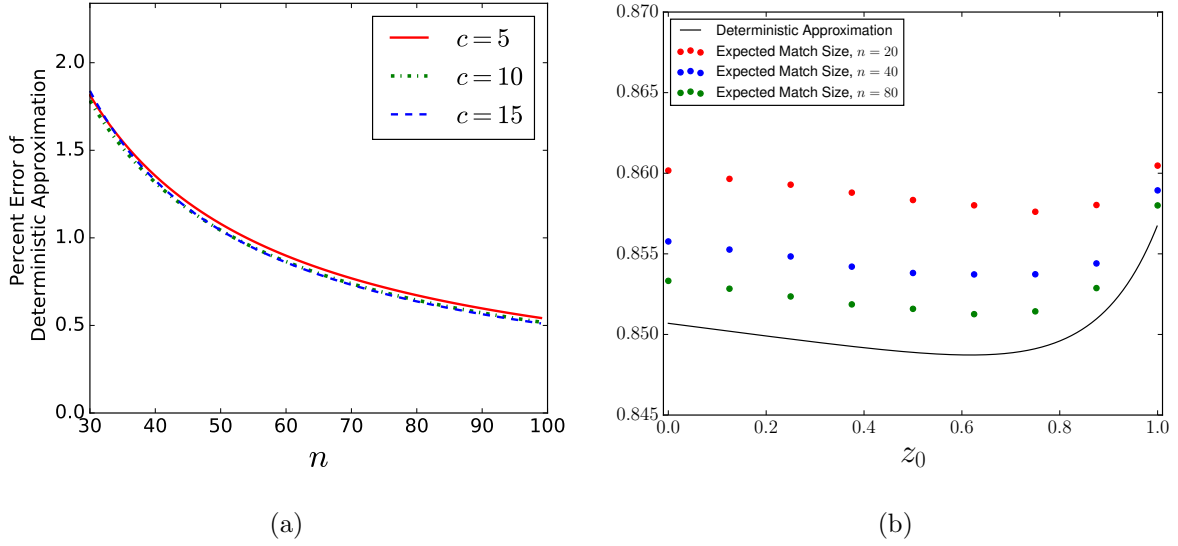 Percent Error of
Deterministic Approximation
2.0
1.5
1.0
0.5
0.0
30 40 50 60 70 80 90 100
n
c = 5
c = 10
c = 15
(a)
0.870
0.865
0.860
0.855
0.850
0.845
0.0 0.2 0.4 0.6 0.8 1.0
z₀
Deterministic Approximation
Expected Match Size, n = 20
Expected Match Size, n = 40
Expected Match Size, n = 80
(b)